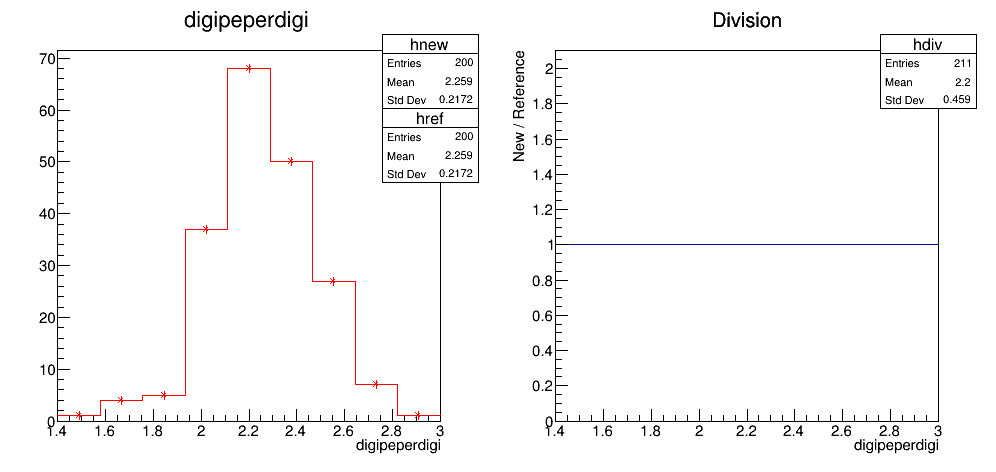 digipeperdigi
hnew
Entries 200
Mean 2.259
Std Dev 0.2172
href
Entries 200
Mean 2.259
Std Dev 0.2172
70
60
50
40
30
20
10
0
1.4 1.6 1.8 2 2.2 2.4 2.6 2.8 3
digipeperdigi
Division
hdiv
Entries 211
Mean 2.2
Std Dev 0.459
New / Reference
2
1.8
1.6
1.4
1.2
1
0.8
0.6
0.4
0.2
0
1.4 1.6 1.8 2 2.2 2.4 2.6 2.8 3
digipeperdigi